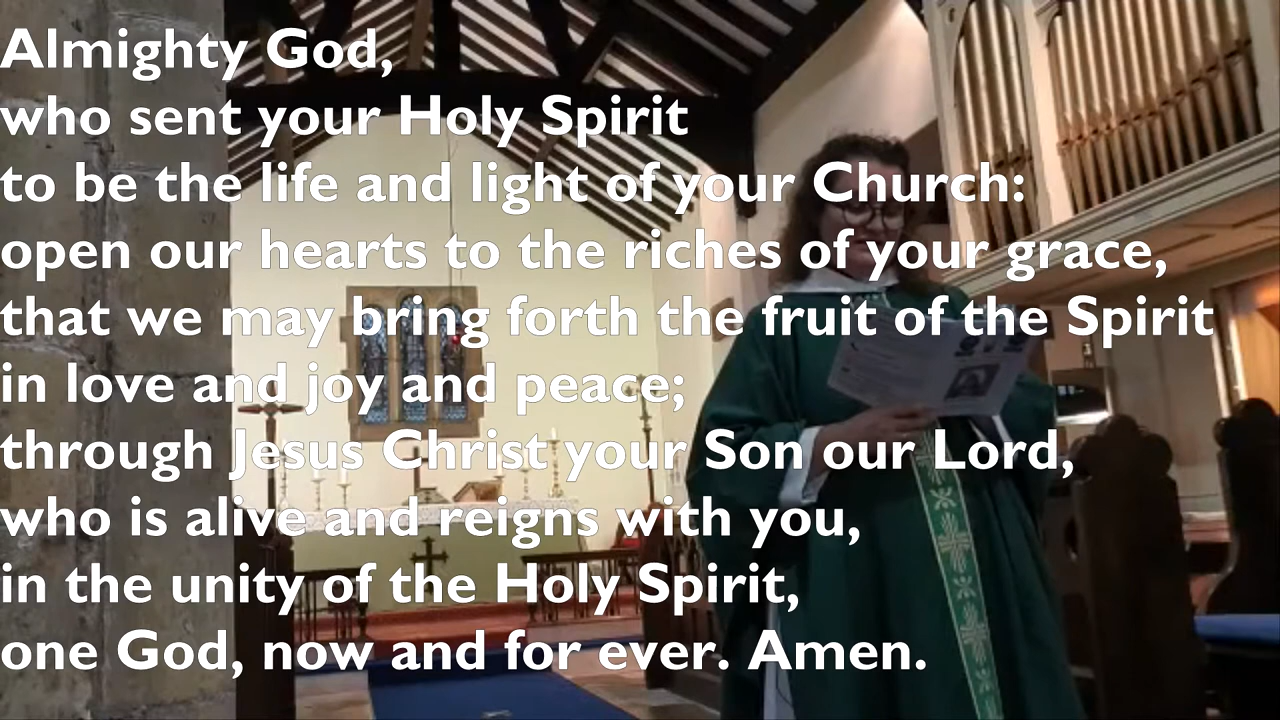 Almighty God,
who sent your Holy Spirit
to be the life and light of your Church:
open our hearts to the riches of your grace,
that we may bring forth the fruit of the Spirit
in love and joy and peace;
through Jesus Christ your Son our Lord,
who is alive and reigns with you,
in the unity of the Holy Spirit,
one God, now and for ever. Amen.